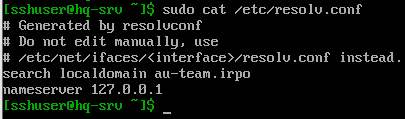 [sshuser@hq-srv ~]$ sudo cat /etc/resolv.conf
# Generated by resolvconf
# Do not edit manually, use
# /etc/net/ifaces/<interface>/resolv.conf instead.
search localdomain au-team.irpo
nameserver 127.0.0.1
[sshuser@hq-srv ~]$ _